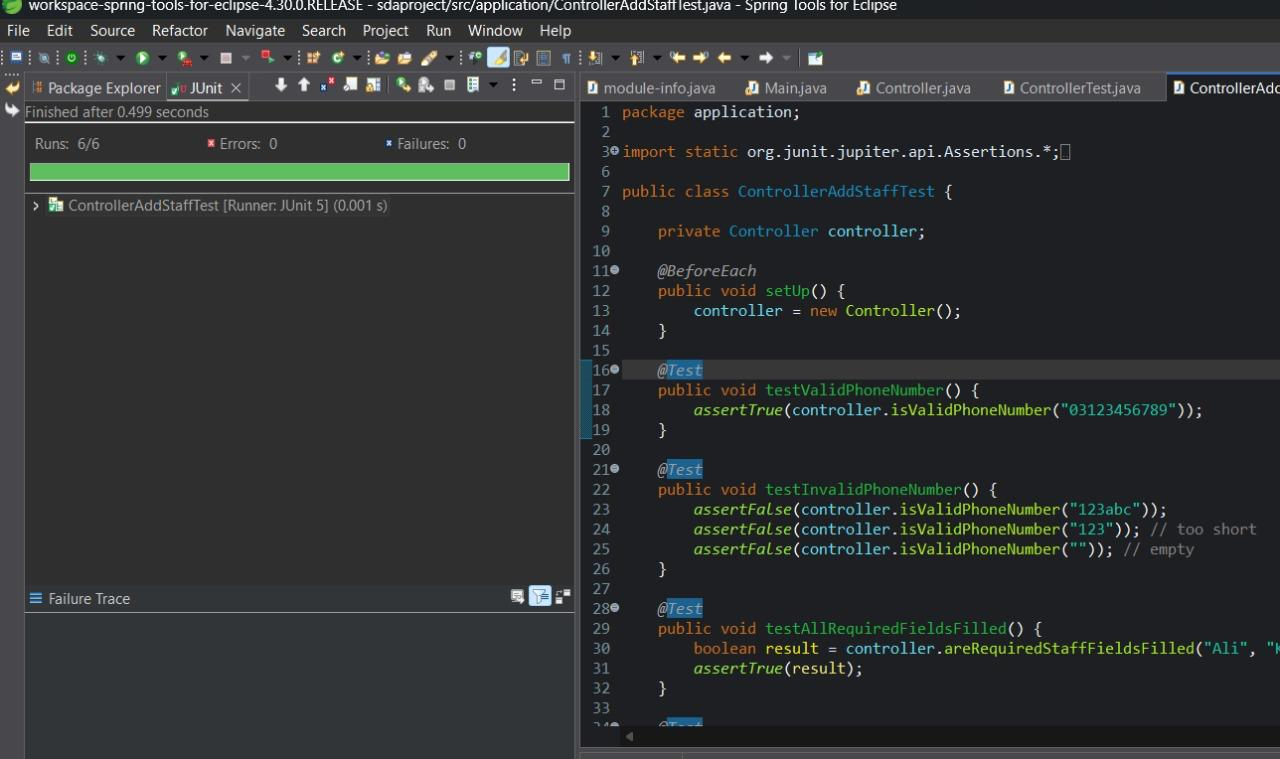 workspace-spring-tools-for-eclipse-4.30.0.RELEASE - sdaproject/src/application/ControllerAddStaffTest.java - Spring Tools for Eclipse
File Edit Source Refactor Navigate Search Project Run Window Help
Package Explorer JUnit
Finished after 0.499 seconds
Runs: 6/6 Errors: 0 Failures: 0
ControllerAddStaffTest [Runner: JUnit 5] (0.001 s)
Failure Trace
module-info.java Main.java Controller.java ControllerTest.java ControllerAdd
1 package application;
2
3 import static org.junit.jupiter.api.Assertions.*;
6
7 public class ControllerAddStaffTest {
8
9 private Controller controller;
10
11 @BeforeEach
12 public void setUp() {
13 controller = new Controller();
14 }
15
16 @Test
17 public void testValidPhoneNumber() {
18 assertTrue(controller.isValidPhoneNumber("03123456789"));
19 }
20
21 @Test
22 public void testInvalidPhoneNumber() {
23 assertFalse(controller.isValidPhoneNumber("123abc"));
24 assertFalse(controller.isValidPhoneNumber("123")); // too short
25 assertFalse(controller.isValidPhoneNumber("")); // empty
26 }
27
28 @Test
29 public void testAllRequiredFieldsFilled() {
30 boolean result = controller.areRequiredStaffFieldsFilled("Ali", "K
31 assertTrue(result);
32 }
33
34 @Test